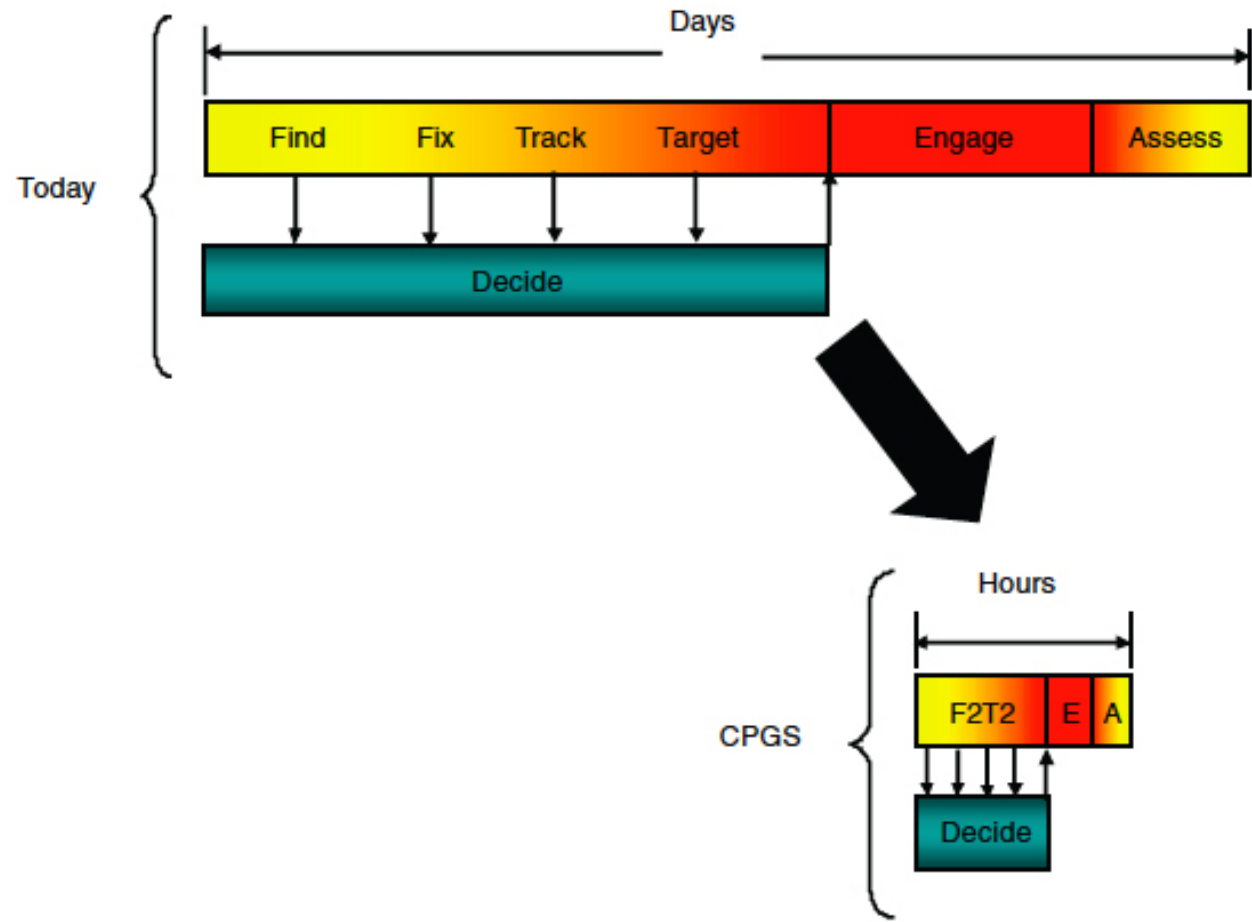 Days
Find Fix Track Target Engage Assess
Today
Decide
Hours
F2T2 E A
CPGS
Decide